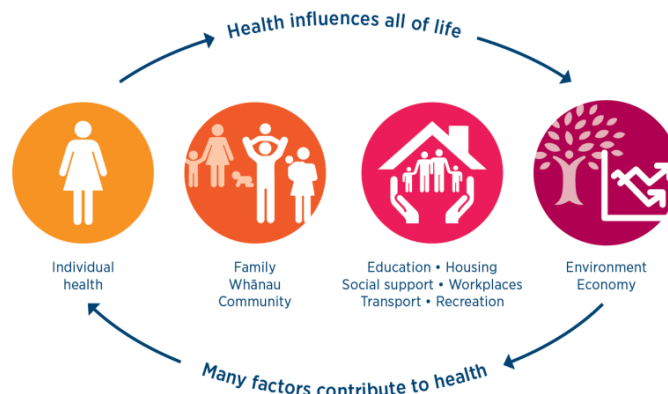 Health influences all of life
Individual
health
Family
Whānau
Community
Education • Housing
Social support • Workplaces
Transport • Recreation
Environment
Economy
Many factors contribute to health